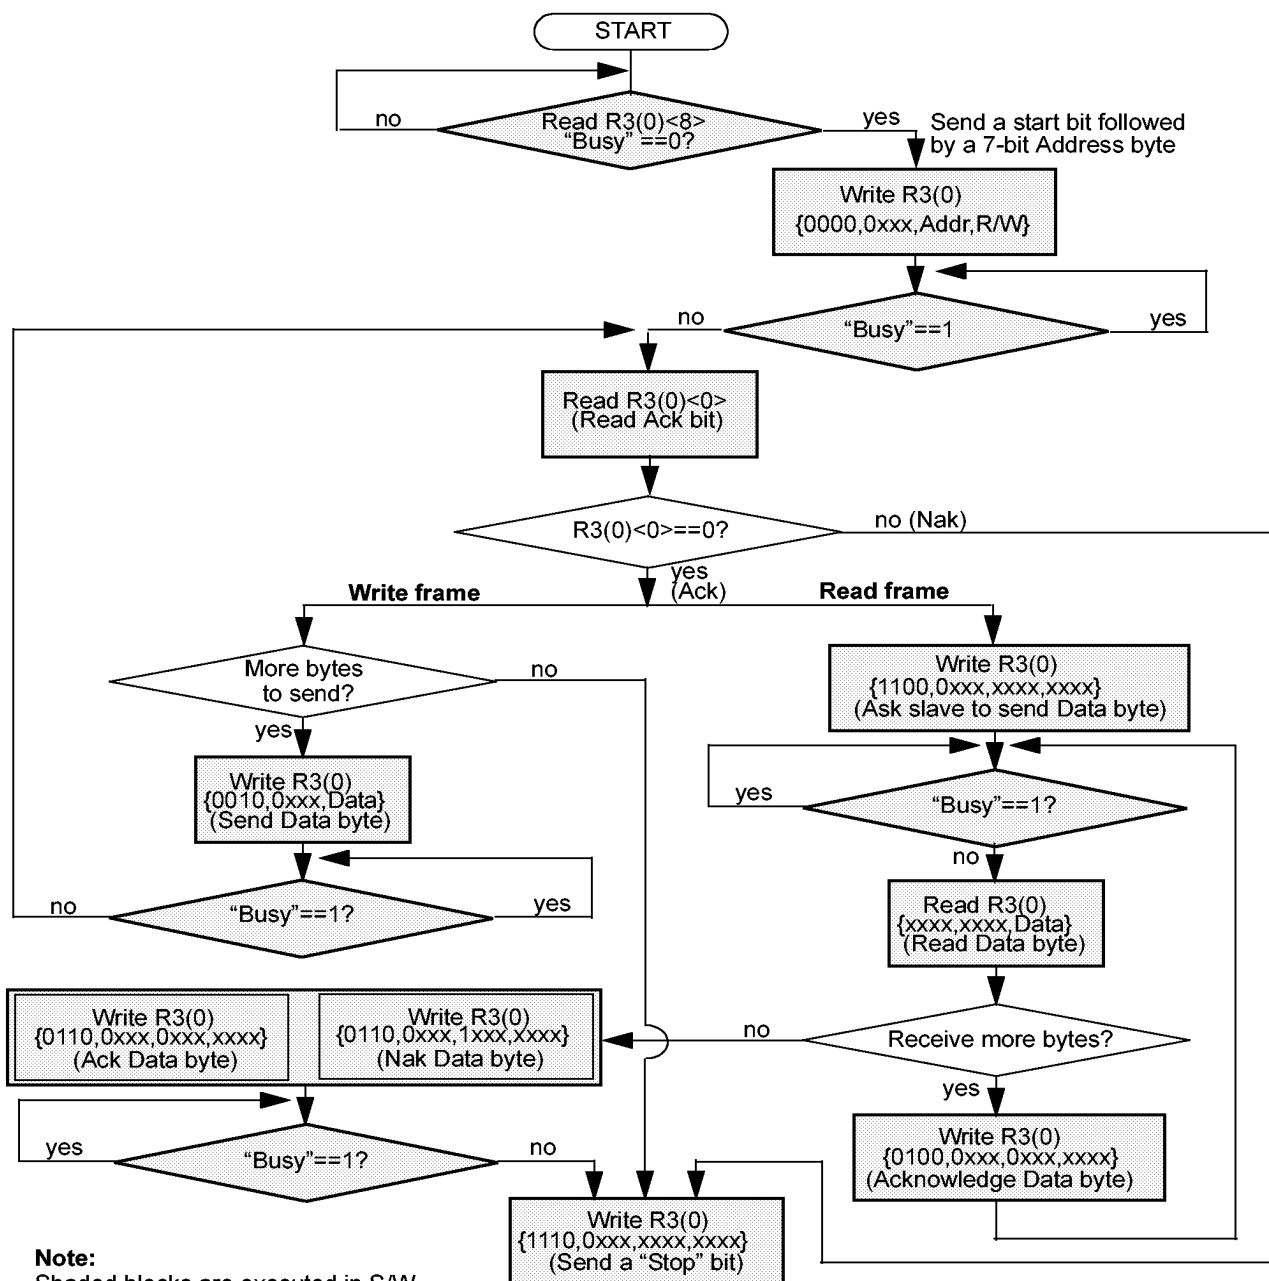 START
no
Read R3(0)<8>
“Busy” ==0?
yes
Send a start bit followed
by a 7-bit Address byte
Write R3(0)
{0000,0xxx,Addr,R/W}
no
“Busy”==1
yes
Read R3(0)<0>
(Read Ack bit)
R3(0)<0>==0?
no (Nak)
yes
(Ack)
Write frame
Read frame
More bytes
to send?
no
yes
Write R3(0)
{1100,0xxx,xxxx,xxxx}
(Ask slave to send Data byte)
Write R3(0)
{0010,0xxx,Data}
(Send Data byte)
yes
“Busy”==1?
no
no
“Busy”==1?
yes
Read R3(0)
{xxxx,xxxx,Data}
(Read Data byte)
Write R3(0)
{0110,0xxx,0xxx,xxxx}
(Ack Data byte)
Write R3(0)
{0110,0xxx,1xxx,xxxx}
(Nak Data byte)
no
Receive more bytes?
yes
yes
“Busy”==1?
no
Write R3(0)
{0100,0xxx,0xxx,xxxx}
(Acknowledge Data byte)
Write R3(0)
{1110,0xxx,xxxx,xxxx}
(Send a “Stop” bit)
Note:
Shaded blocks are executed in S/W